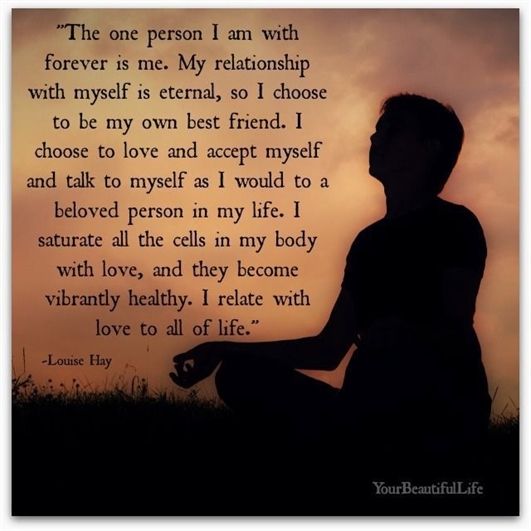 "The one person I am with
forever is me. My relationship
with myself is eternal, so I choose
to be my own best friend. I
choose to love and accept myself
and talk to myself as I would to a
beloved person in my life. I
saturate all the cells in my body
with love, and they become
vibrantly healthy. I relate with
love to all of life."
-Louise Hay
YourBeautifulLife